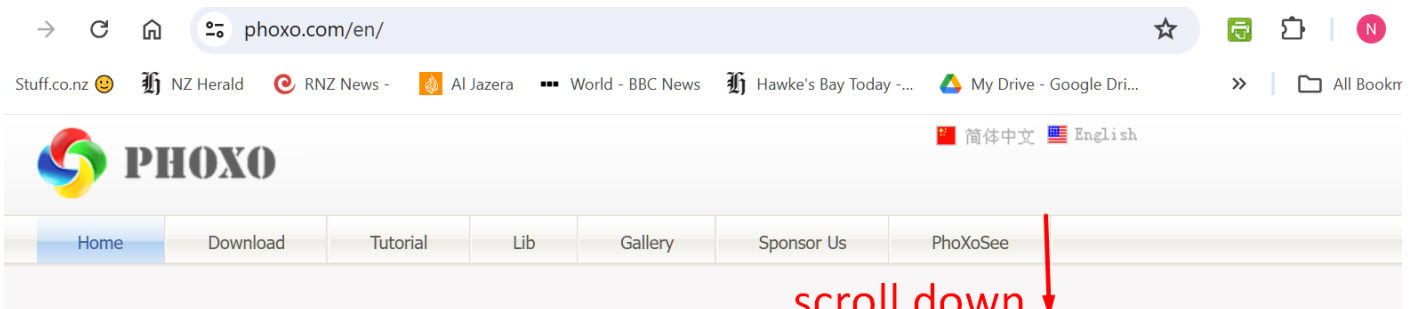 phoxo.com/en/
N
Stuff.co.nz NZ Herald RNZ News - Al Jazera World - BBC News Hawke's Bay Today -... My Drive - Google Dri... » All Bookm
PHOXO
简体中文 English
Home Download Tutorial Lib Gallery Sponsor Us PhoXoSee
scroll down